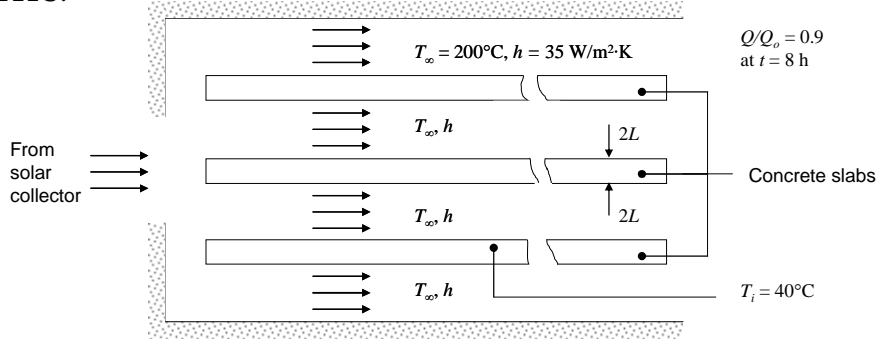 T∞ = 200°C, h = 35 W/m²·K
Q/Qo = 0.9
at t = 8 h
T∞, h
2L
From
solar
collector
Concrete slabs
2L
T∞, h
T∞, h
Ti = 40°C